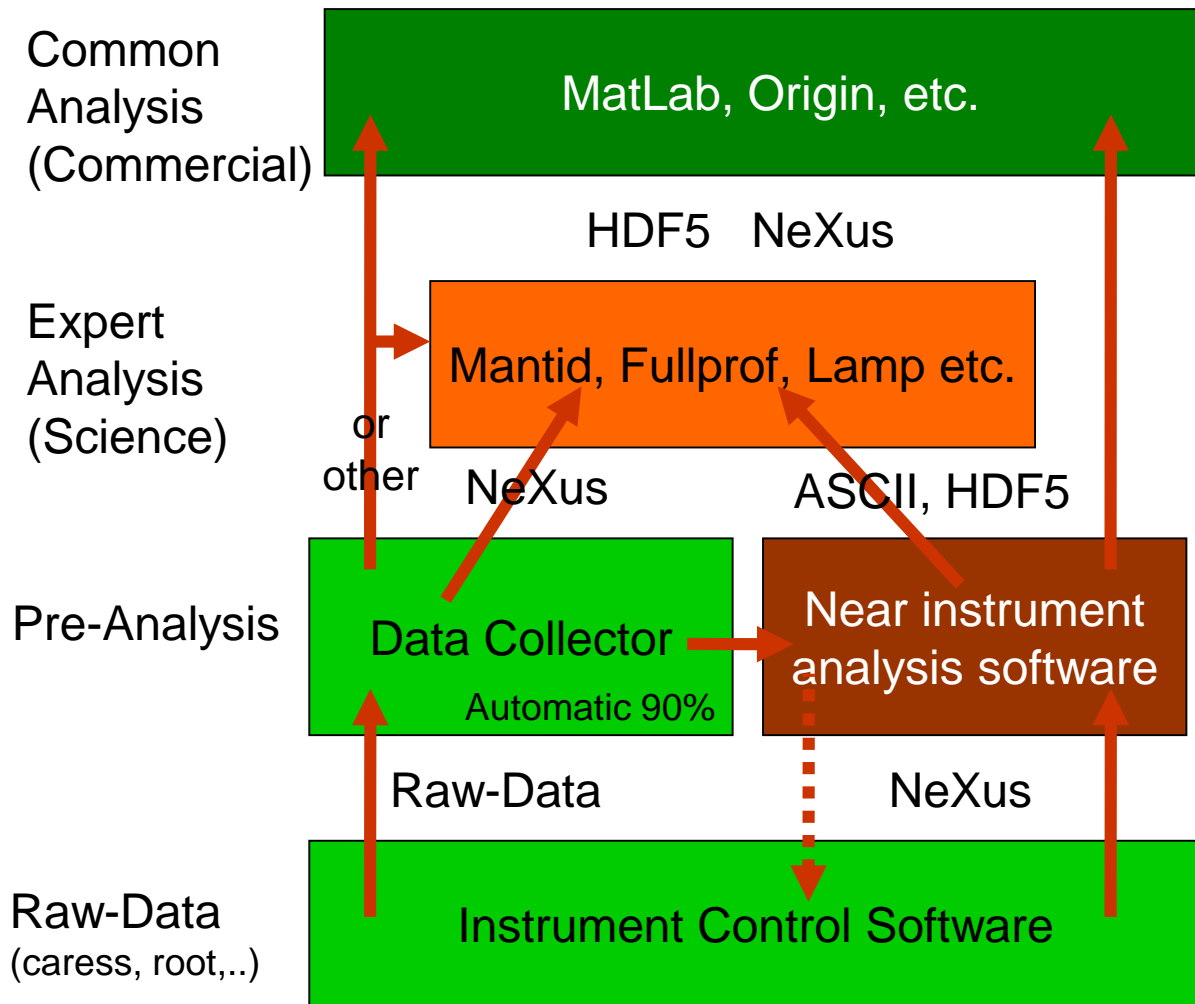 Common
Analysis
(Commercial)
MatLab, Origin, etc.
HDF5 NeXus
Expert
Analysis
(Science)
Mantid, Fullprof, Lamp etc.
or
other
NeXus
ASCII, HDF5
Pre-Analysis
Data Collector
Automatic 90%
Near instrument
analysis software
Raw-Data
NeXus
Raw-Data
(caress, root,..)
Instrument Control Software